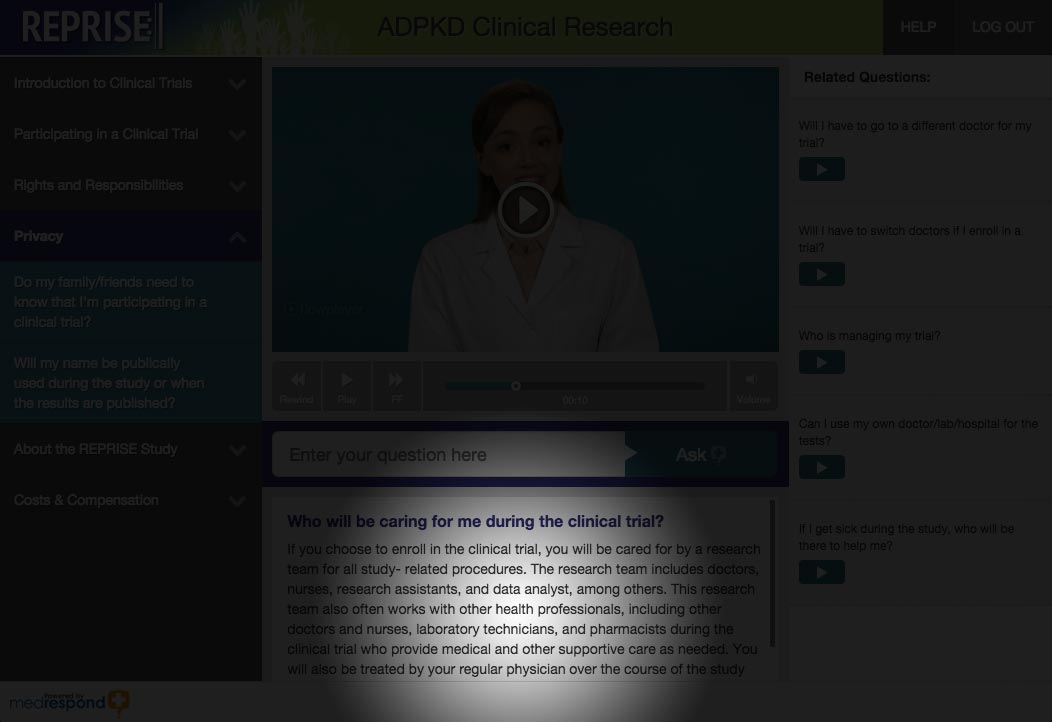 REPRISE
ADPKD Clinical Research
HELP
LOG OUT
Introduction to Clinical Trials
Participating in a Clinical Trial
Rights and Responsibilities
Privacy
Do my family/friends need to
know that I'm participating in a
clinical trial?
Will my name be publically
used during the study or when
the results are published?
About the REPRISE Study
Costs & Compensation
flowplayer
Rewind
Play
FF
00:10
Volume
Enter your question here
Ask
Who will be caring for me during the clinical trial?
If you choose to enroll in the clinical trial, you will be cared for by a research
team for all study- related procedures. The research team includes doctors,
nurses, research assistants, and data analyst, among others. This research
team also often works with other health professionals, including other
doctors and nurses, laboratory technicians, and pharmacists during the
clinical trial who provide medical and other supportive care as needed. You
will also be treated by your regular physician over the course of the study
Related Questions:
Will I have to go to a different doctor for my
trial?
Will I have to switch doctors if I enroll in a
trial?
Who is managing my trial?
Can I use my own doctor/lab/hospital for the
tests?
If I get sick during the study, who will be
there to help me?
Powered by
medrespond